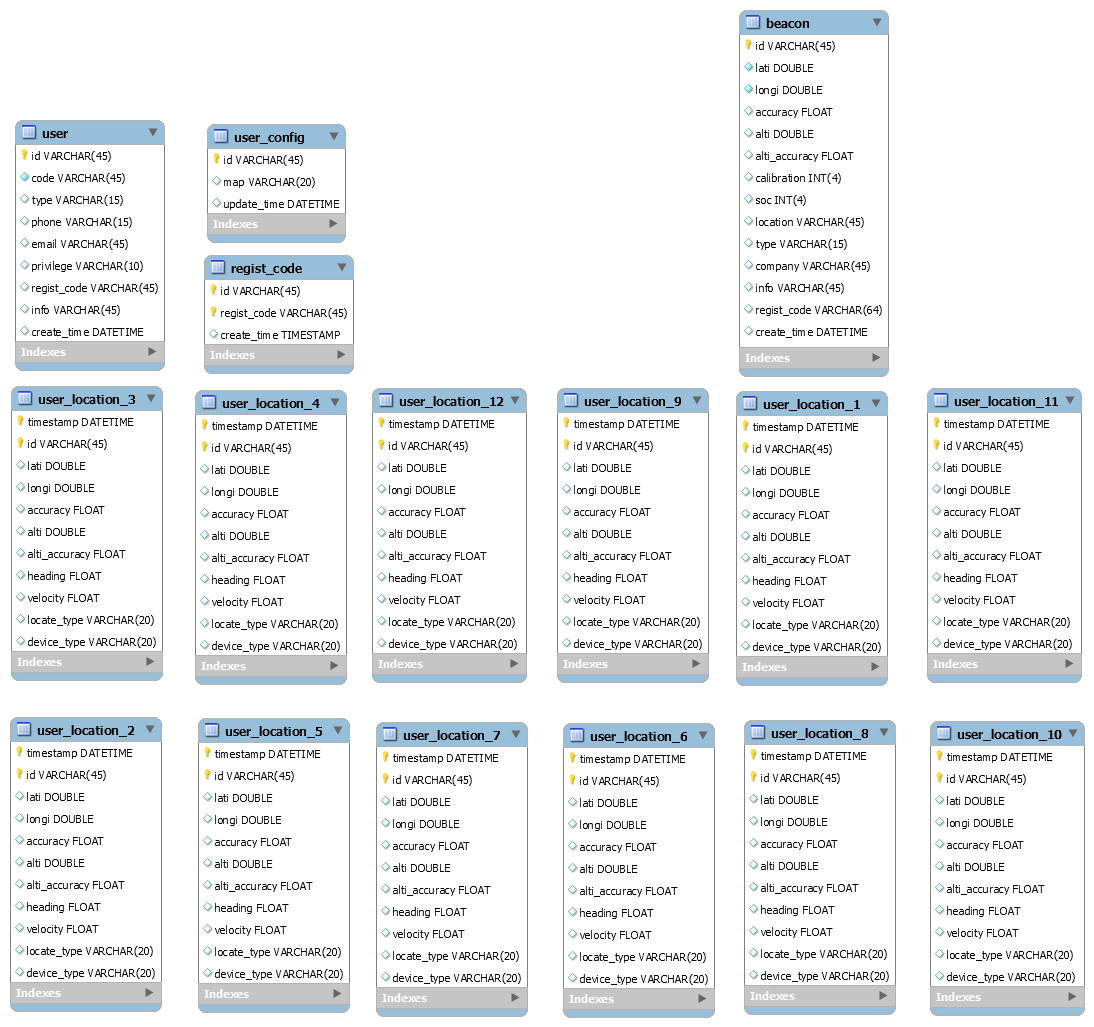 user
id VARCHAR(45)
code VARCHAR(45)
type VARCHAR(15)
phone VARCHAR(15)
email VARCHAR(45)
privilege VARCHAR(10)
regist_code VARCHAR(45)
info VARCHAR(45)
create_time DATETIME
Indexes
user_config
id VARCHAR(45)
map VARCHAR(20)
update_time DATETIME
Indexes
regist_code
id VARCHAR(45)
regist_code VARCHAR(45)
create_time TIMESTAMP
Indexes
beacon
id VARCHAR(45)
lati DOUBLE
longi DOUBLE
accuracy FLOAT
alti DOUBLE
alti_accuracy FLOAT
calibration INT(4)
soc INT(4)
location VARCHAR(45)
type VARCHAR(15)
company VARCHAR(45)
info VARCHAR(45)
regist_code VARCHAR(64)
create_time DATETIME
Indexes
user_location_3
timestamp DATETIME
id VARCHAR(45)
lati DOUBLE
longi DOUBLE
accuracy FLOAT
alti DOUBLE
alti_accuracy FLOAT
heading FLOAT
velocity FLOAT
locate_type VARCHAR(20)
device_type VARCHAR(20)
Indexes
user_location_4
timestamp DATETIME
id VARCHAR(45)
lati DOUBLE
longi DOUBLE
accuracy FLOAT
alti DOUBLE
alti_accuracy FLOAT
heading FLOAT
velocity FLOAT
locate_type VARCHAR(20)
device_type VARCHAR(20)
Indexes
user_location_12
timestamp DATETIME
id VARCHAR(45)
lati DOUBLE
longi DOUBLE
accuracy FLOAT
alti DOUBLE
alti_accuracy FLOAT
heading FLOAT
velocity FLOAT
locate_type VARCHAR(20)
device_type VARCHAR(20)
Indexes
user_location_9
timestamp DATETIME
id VARCHAR(45)
lati DOUBLE
longi DOUBLE
accuracy FLOAT
alti DOUBLE
alti_accuracy FLOAT
heading FLOAT
velocity FLOAT
locate_type VARCHAR(20)
device_type VARCHAR(20)
Indexes
user_location_1
timestamp DATETIME
id VARCHAR(45)
lati DOUBLE
longi DOUBLE
accuracy FLOAT
alti DOUBLE
alti_accuracy FLOAT
heading FLOAT
velocity FLOAT
locate_type VARCHAR(20)
device_type VARCHAR(20)
Indexes
user_location_11
timestamp DATETIME
id VARCHAR(45)
lati DOUBLE
longi DOUBLE
accuracy FLOAT
alti DOUBLE
alti_accuracy FLOAT
heading FLOAT
velocity FLOAT
locate_type VARCHAR(20)
device_type VARCHAR(20)
Indexes
user_location_2
timestamp DATETIME
id VARCHAR(45)
lati DOUBLE
longi DOUBLE
accuracy FLOAT
alti DOUBLE
alti_accuracy FLOAT
heading FLOAT
velocity FLOAT
locate_type VARCHAR(20)
device_type VARCHAR(20)
Indexes
user_location_5
timestamp DATETIME
id VARCHAR(45)
lati DOUBLE
longi DOUBLE
accuracy FLOAT
alti DOUBLE
alti_accuracy FLOAT
heading FLOAT
velocity FLOAT
locate_type VARCHAR(20)
device_type VARCHAR(20)
Indexes
user_location_7
timestamp DATETIME
id VARCHAR(45)
lati DOUBLE
longi DOUBLE
accuracy FLOAT
alti DOUBLE
alti_accuracy FLOAT
heading FLOAT
velocity FLOAT
locate_type VARCHAR(20)
device_type VARCHAR(20)
Indexes
user_location_6
timestamp DATETIME
id VARCHAR(45)
lati DOUBLE
longi DOUBLE
accuracy FLOAT
alti DOUBLE
alti_accuracy FLOAT
heading FLOAT
velocity FLOAT
locate_type VARCHAR(20)
device_type VARCHAR(20)
Indexes
user_location_8
timestamp DATETIME
id VARCHAR(45)
lati DOUBLE
longi DOUBLE
accuracy FLOAT
alti DOUBLE
alti_accuracy FLOAT
heading FLOAT
velocity FLOAT
locate_type VARCHAR(20)
device_type VARCHAR(20)
Indexes
user_location_10
timestamp DATETIME
id VARCHAR(45)
lati DOUBLE
longi DOUBLE
accuracy FLOAT
alti DOUBLE
alti_accuracy FLOAT
heading FLOAT
velocity FLOAT
locate_type VARCHAR(20)
device_type VARCHAR(20)
Indexes